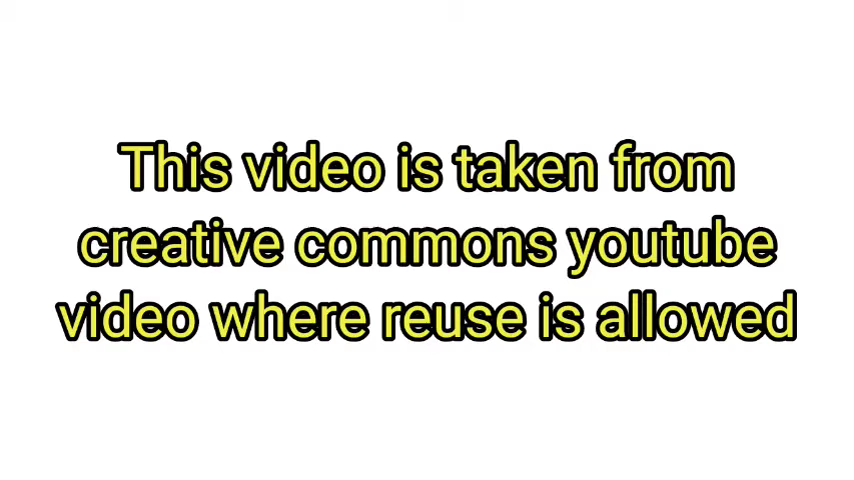 This video is taken from
creative commons youtube
video where reuse is allowed